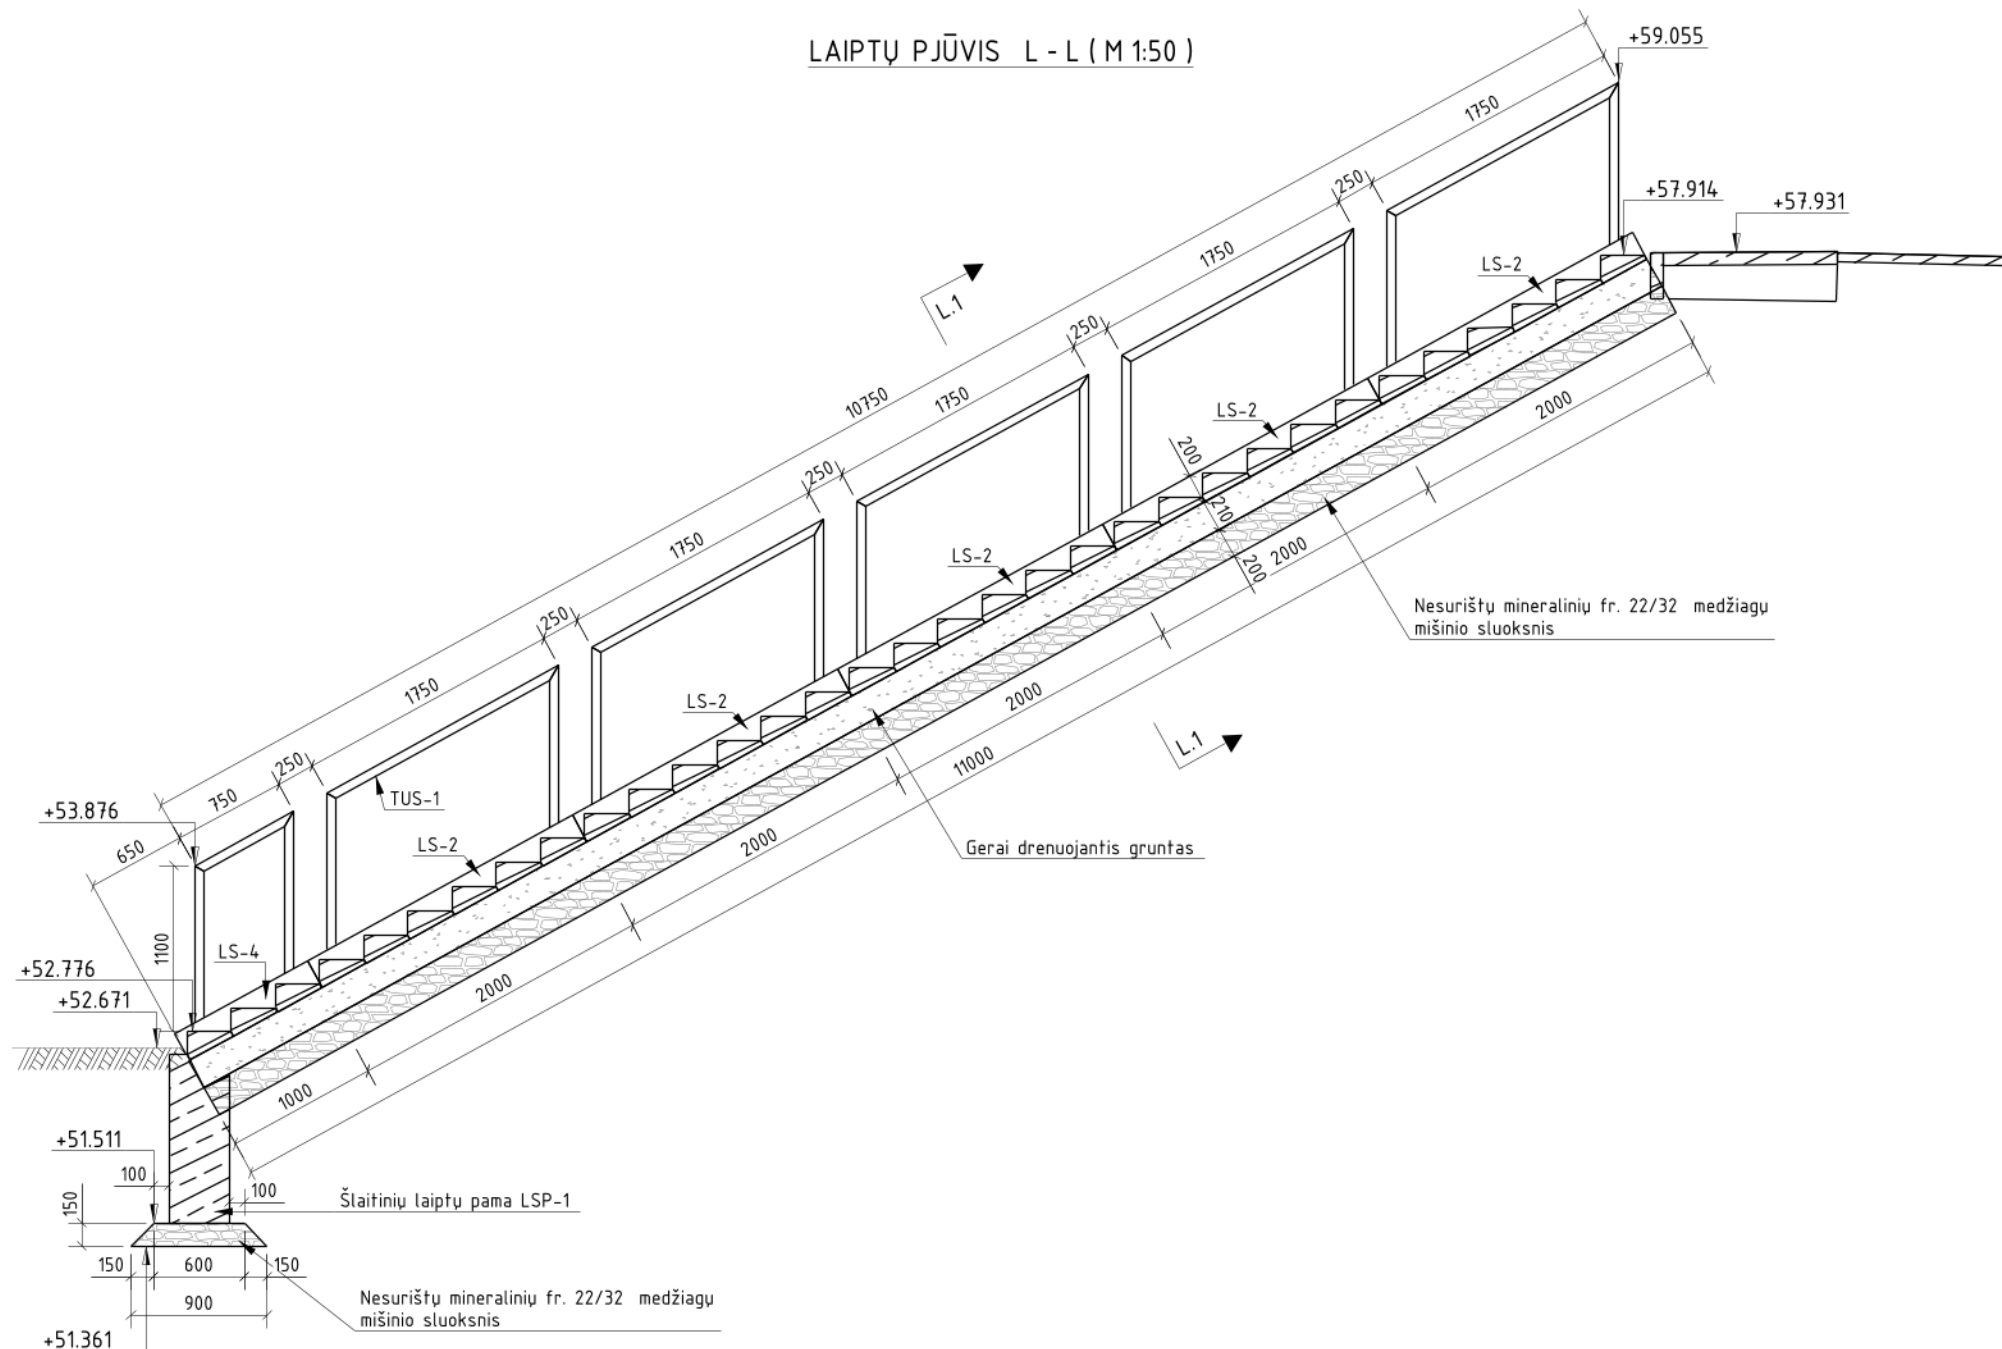 LAIPTŲ PJŪVIS L - L ( M 1:50 )
+59.055
1750
250
+57.914
+57.931
1750
LS-2
L.1
250
10750
1750
LS-2
200
2000
250
210
200
2000
1750
LS-2
Nesurištų mineralinių fr. 22/32 medžiagų
mišinio sluoksnis
250
1750
LS-2
2000
L.1
11000
250
750
TUS-1
+53.876
650
LS-2
2000
Gerai drenuojantis gruntas
1100
LS-4
+52.776
+52.671
2000
1000
+51.511
100
100
150
Šlaitinių laiptų pama LSP-1
150
600
150
900
Nesurištų mineralinių fr. 22/32 medžiagų
mišinio sluoksnis
+51.361